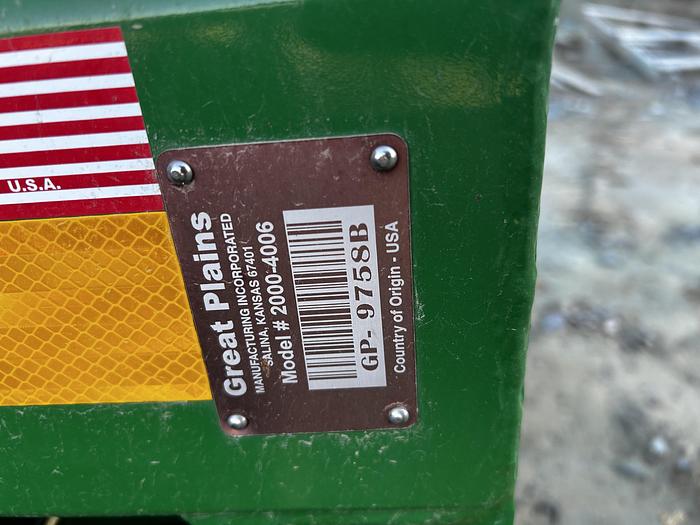 U.S.A.
Great Plains
MANUFACTURING INCORPORATED
SALINA, KANSAS 67401
Model # 2000-4006
GP- 9758B
Country of Origin - USA